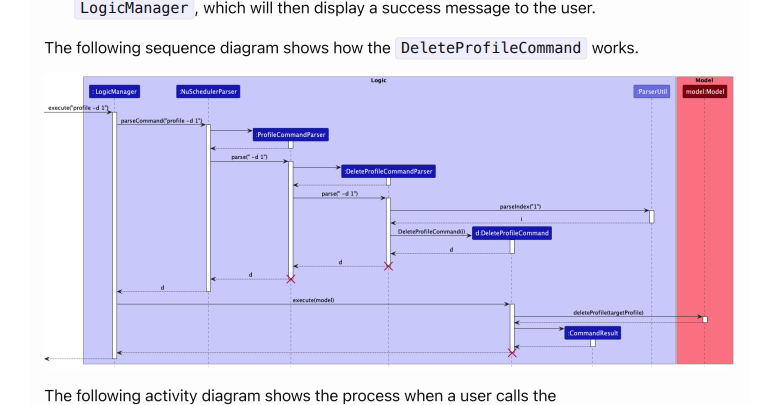 LogicManager , which will then display a success message to the user.
The following sequence diagram shows how the DeleteProfileCommand works.
Logic
Model
:LogicManager
:NuSchedulerParser
:ParserUtil
model:Model
execute("profile -d 1")
parseCommand("profile -d 1")
:ProfileCommandParser
parse(" -d 1")
:DeleteProfileCommandParser
parse(" -d 1")
parseIndex("1")
i
DeleteProfileCommand(i)
d:DeleteProfileCommand
d
d
d
d
execute(model)
deleteProfile(targetProfile)
:CommandResult
The following activity diagram shows the process when a user calls the